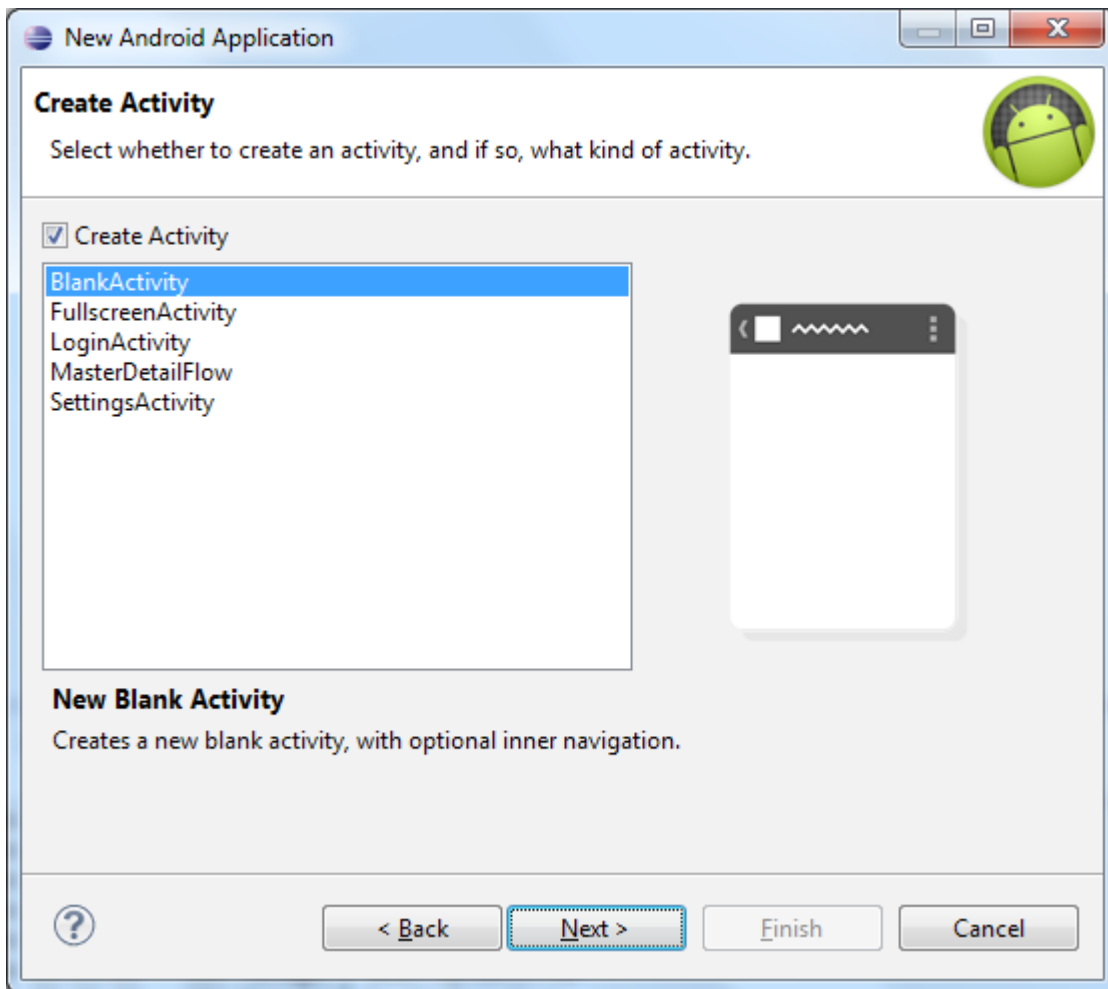 New Android Application
Create Activity
Select whether to create an activity, and if so, what kind of activity.
Create Activity
BlankActivity
FullscreenActivity
LoginActivity
MasterDetailFlow
SettingsActivity
New Blank Activity
Creates a new blank activity, with optional inner navigation.
? < Back Next > Finish Cancel